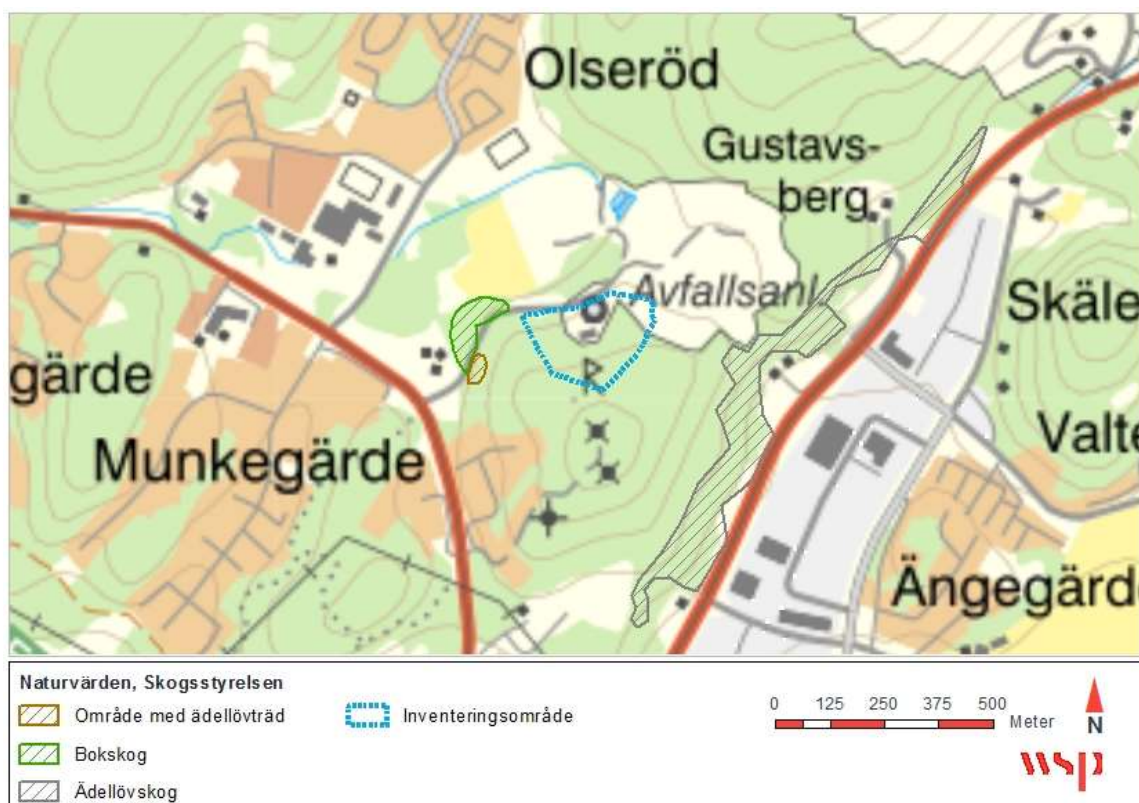 Olseröd
Gustavs-
berg
Avfallsanl
Skäle
gärde
Valte
Munkegärde
Ängegärd
Naturvärden, Skogsstyrelsen
Område med ädellövträd
Bokskog
Ädellövskog
Inventeringsområde
0 125 250 375 500
Meter
N
wsp